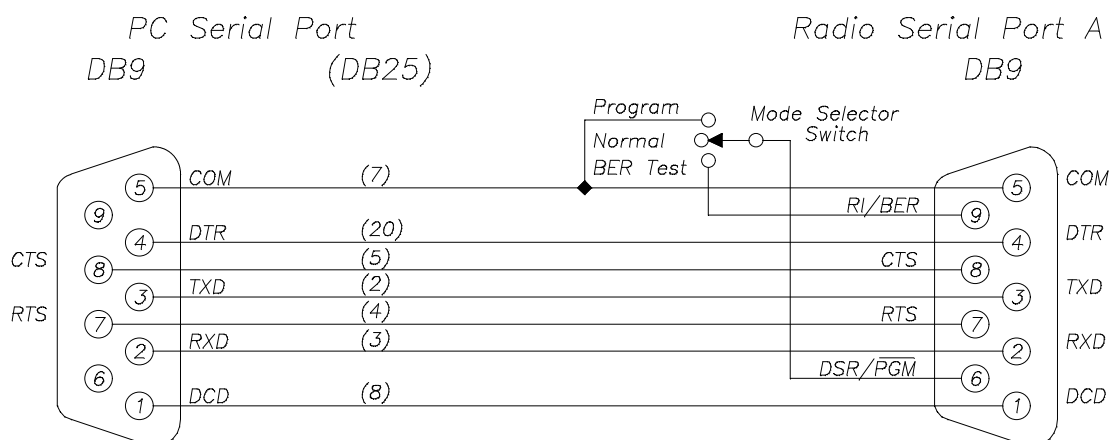 PC Serial Port Radio Serial Port A
DB9 (DB25) DB9
Program
Mode Selector
Switch
Normal
BER Test
5 COM (7) 5 COM
9 RI/BER 9
4 DTR (20) 4 DTR
CTS 8 (5) CTS 8
3 TXD (2) 3 TXD
RTS 7 (4) RTS 7
2 RXD (3) 2 RXD
6 DSR/PGM 6
1 DCD (8) 1 DCD